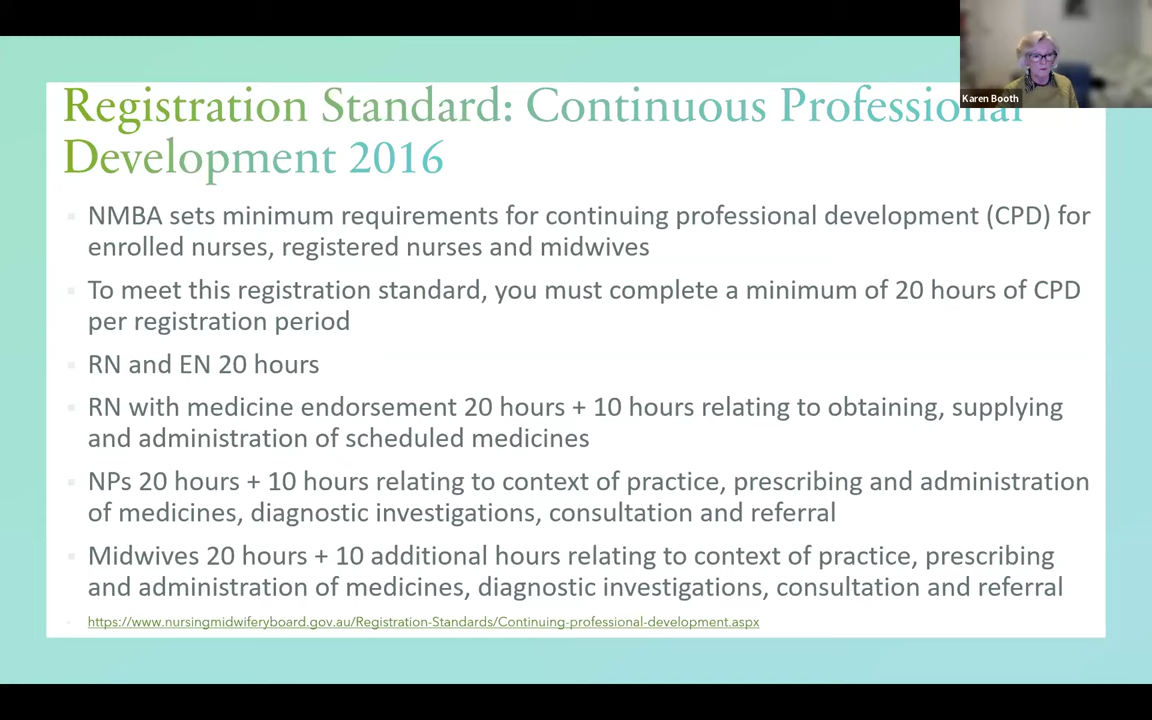 Karen Booth
Registration Standard: Continuous Professional
Development 2016
NMBA sets minimum requirements for continuing professional development (CPD) for
enrolled nurses, registered nurses and midwives
To meet this registration standard, you must complete a minimum of 20 hours of CPD
per registration period
RN and EN 20 hours
RN with medicine endorsement 20 hours + 10 hours relating to obtaining, supplying
and administration of scheduled medicines
NPs 20 hours + 10 hours relating to context of practice, prescribing and administration
of medicines, diagnostic investigations, consultation and referral
Midwives 20 hours + 10 additional hours relating to context of practice, prescribing
and administration of medicines, diagnostic investigations, consultation and referral
https://www.nursingmidwiferyboard.gov.au/Registration-Standards/Continuing-professional-development.aspx